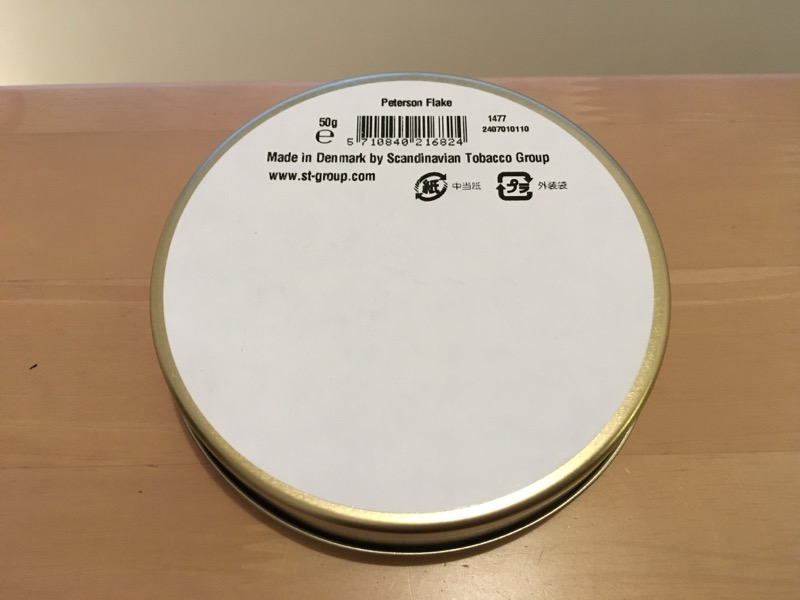 Peterson Flake
50g
e
5 710840 216824
1477
2407010110
Made in Denmark by Scandinavian Tobacco Group
www.st-group.com
紙 中当紙
プラ 外装袋